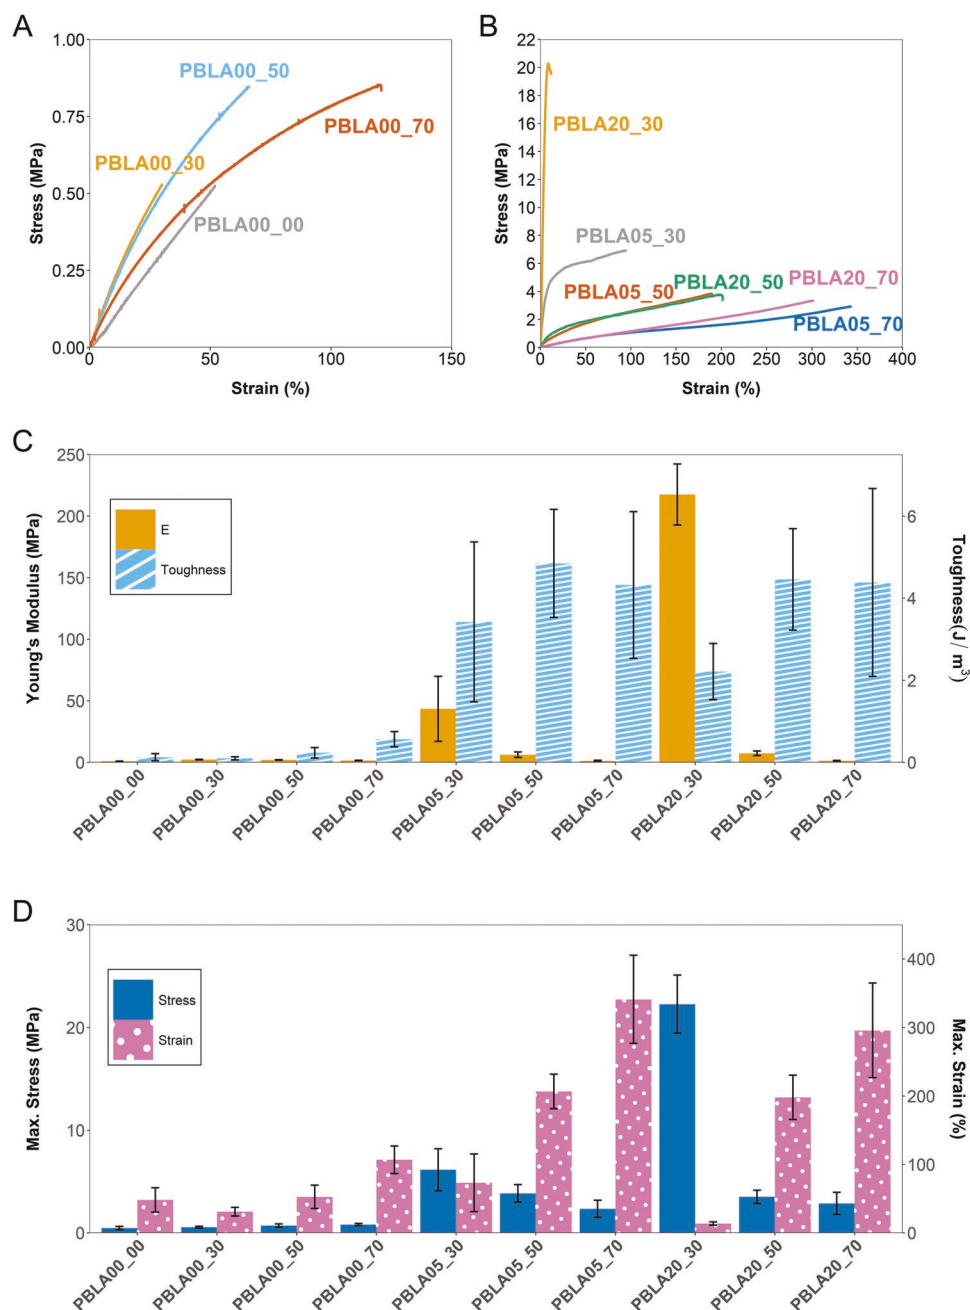 A
1.00
0.75
0.50
0.25
0.00
Stress (MPa)
PBLA00_50
PBLA00_70
PBLA00_30
PBLA00_00
0
50
100
150
Strain (%)
B
22
20
18
16
14
12
10
8
6
4
2
0
Stress (MPa)
PBLA20_30
PBLA05_30
PBLA05_50
PBLA20_50
PBLA20_70
PBLA05_70
0
50
100
150
200
250
300
350
400
Strain (%)
C
250
200
150
100
50
0
Young's Modulus (MPa)
E
Toughness
6
4
2
0
Toughness(J / m³)
PBLA00_00
PBLA00_30
PBLA00_50
PBLA00_70
PBLA05_30
PBLA05_50
PBLA05_70
PBLA20_30
PBLA20_50
PBLA20_70
D
30
20
10
0
Max. Stress (MPa)
Stress
Strain
400
300
200
100
0
Max. Strain (%)
PBLA00_00
PBLA00_30
PBLA00_50
PBLA00_70
PBLA05_30
PBLA05_50
PBLA05_70
PBLA20_30
PBLA20_50
PBLA20_70